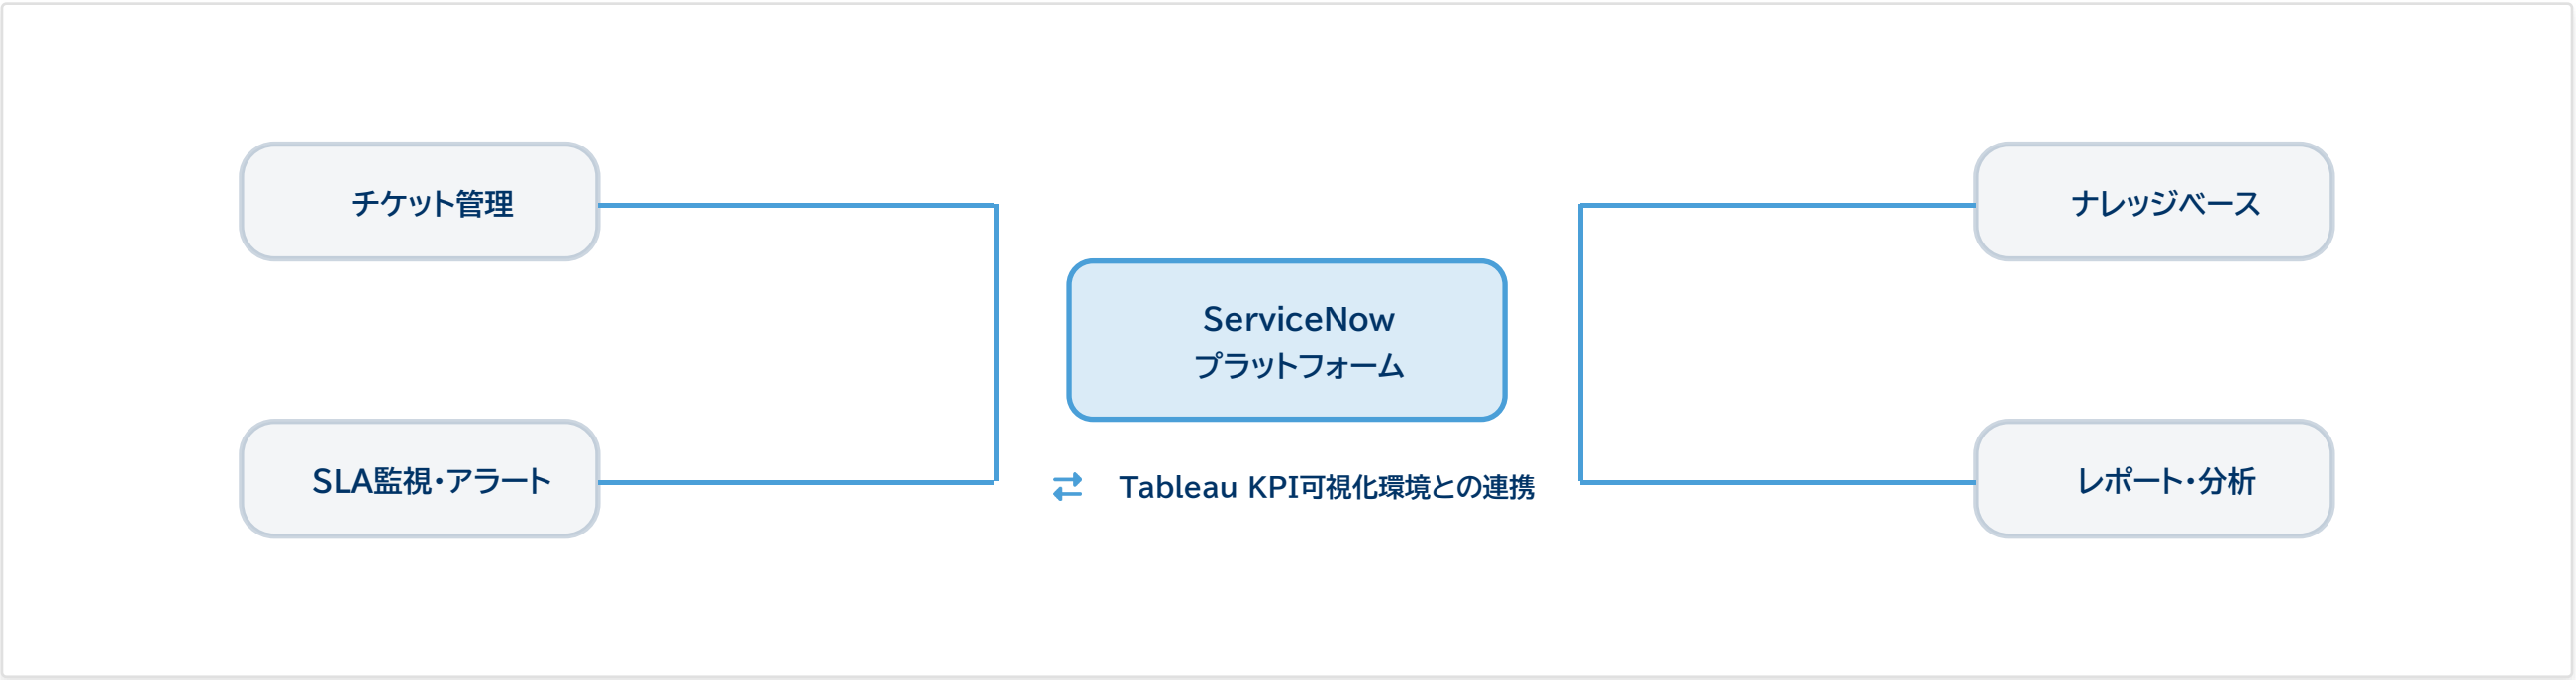 チケット管理
ナレッジベース
ServiceNow
プラットフォーム
SLA監視・アラート
Tableau KPI可視化環境との連携
レポート・分析